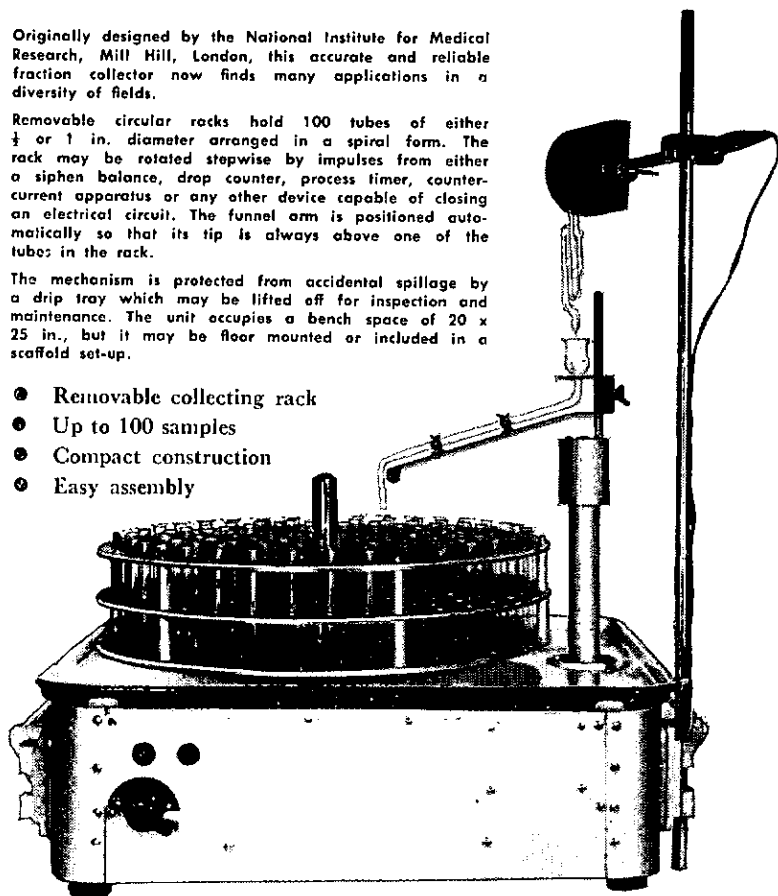 Originally designed by the National Institute for Medical
Research, Mill Hill, London, this accurate and reliable
fraction collector now finds many applications in a
diversity of fields.
Removable circular racks hold 100 tubes of either
or 1 in. diameter arranged in a spiral form. The
rack may be rotated stepwise by impulses from either
a siphen balance, drop counter, process timer, counter-
current apparatus or any other device capable of closing
an electrical circuit. The funnel arm is positioned auto-
matically so that its tip is always above one of the
tubes in the rack.
The mechanism is protected from accidental spillage by
a drip tray which may be lifted off for inspection and
maintenance. The unit occupies a bench space of 20 x
25 in., but it may be floor mounted or included in a
scaffold set-up.
● Removable collecting rack
● Up to 100 samples
● Compact construction
● Easy assembly